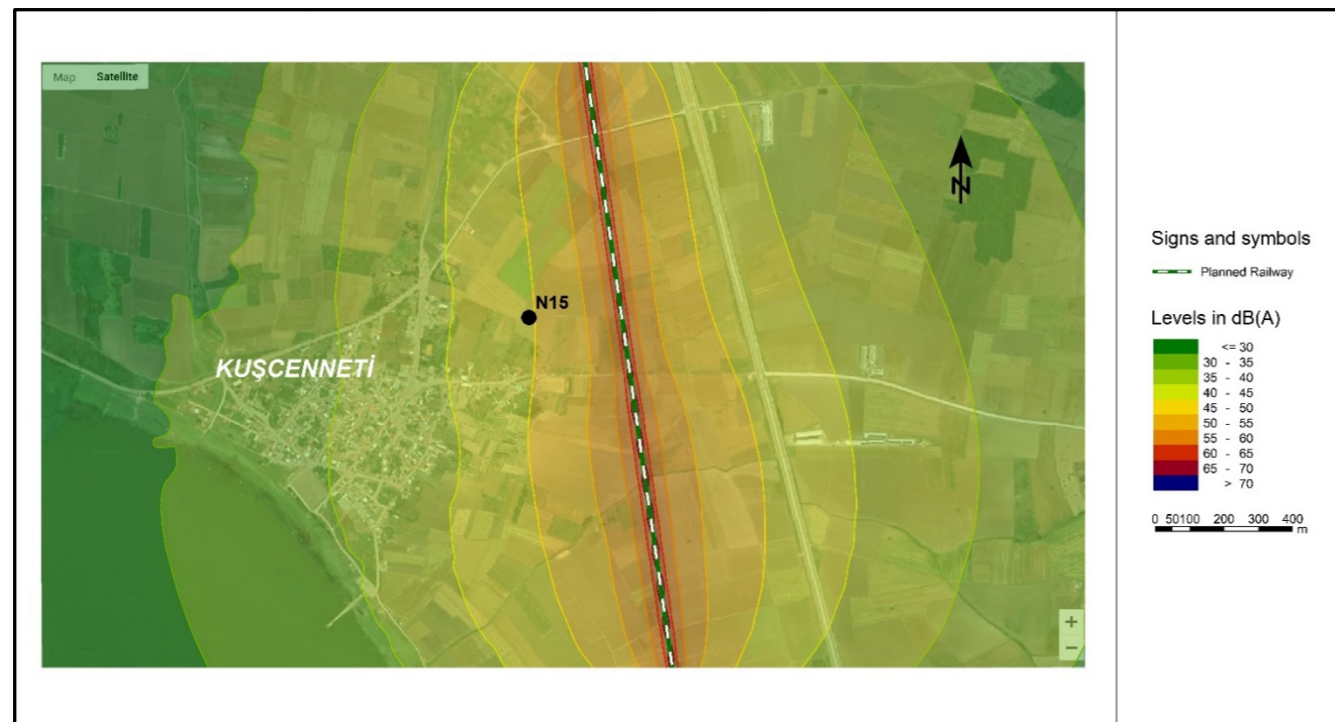 Map Satellite
N
N15
KUŞCENNETİ
+
−
Signs and symbols
Planned Railway
Levels in dB(A)
<= 30
30 - 35
35 - 40
40 - 45
45 - 50
50 - 55
55 - 60
60 - 65
65 - 70
> 70
0 50100 200 300 400
m